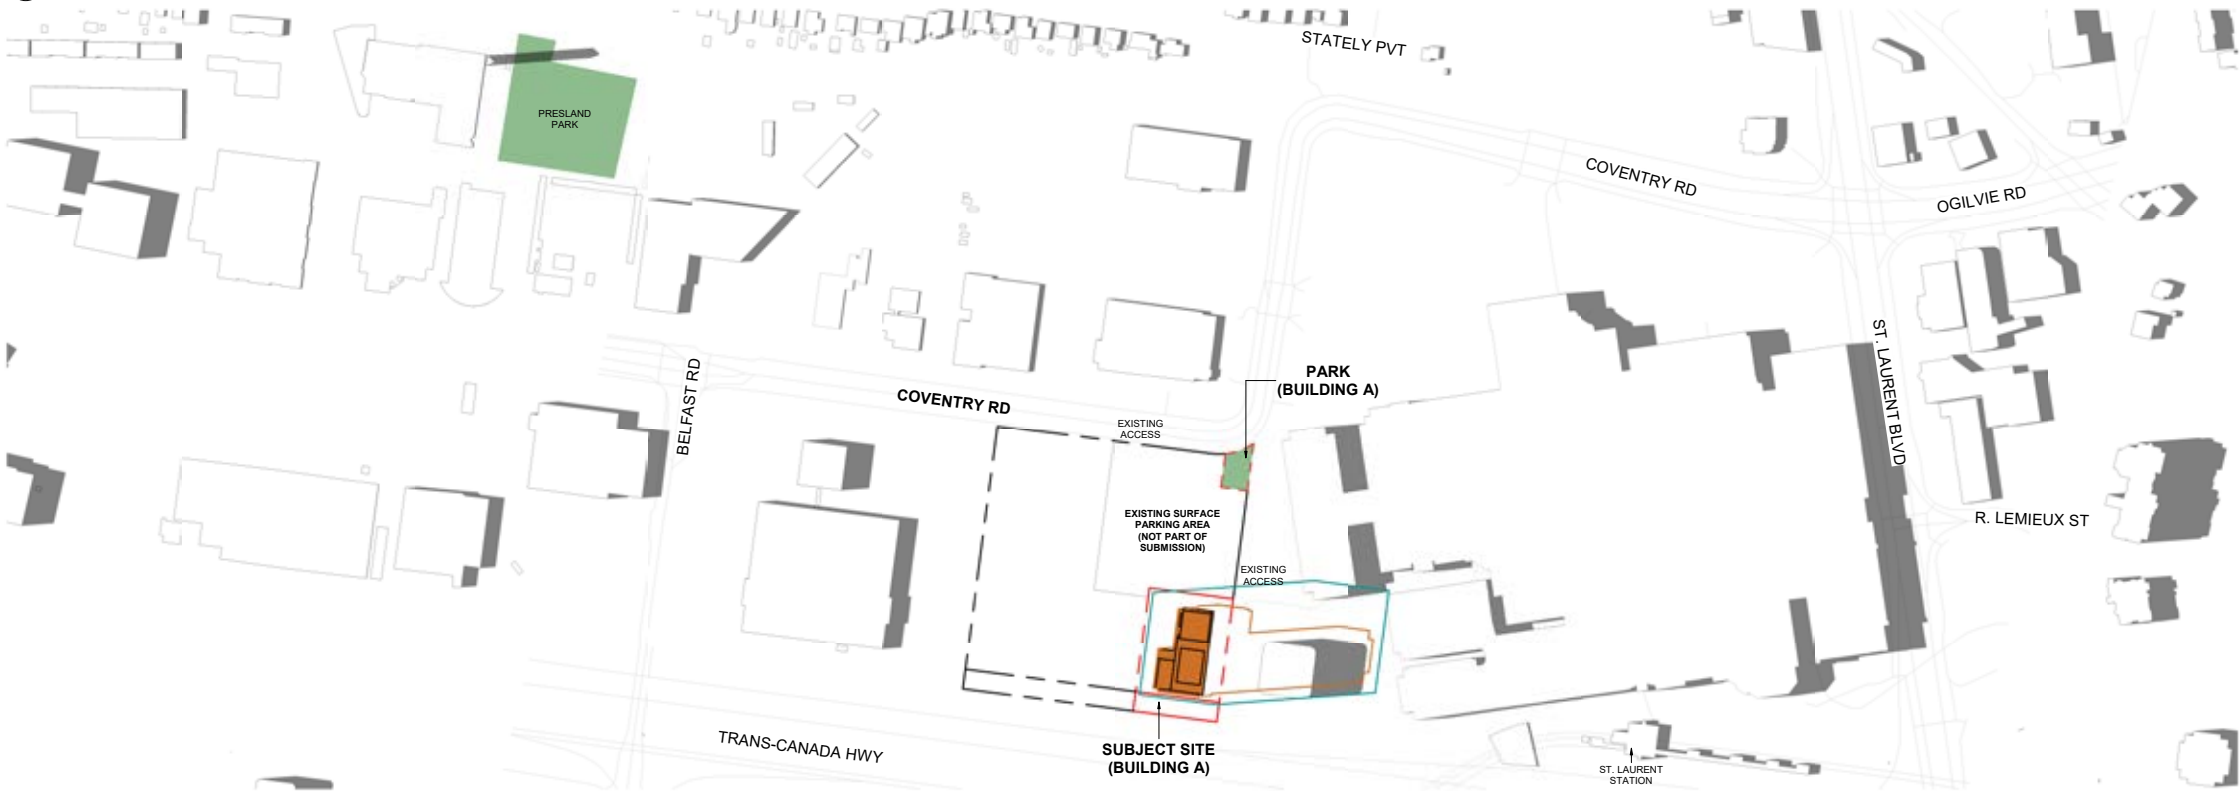 STATELY PVT
PRESLAND
PARK
COVENTRY RD
OGILVIE RD
ST. LAURENT BLVD
BELFAST RD
PARK
(BUILDING A)
COVENTRY RD
EXISTING
ACCESS
EXISTING SURFACE
PARKING AREA
(NOT PART OF
SUBMISSION)
R. LEMIEUX ST
EXISTING
ACCESS
TRANS-CANADA HWY
SUBJECT SITE
(BUILDING A)
ST. LAURENT
STATION